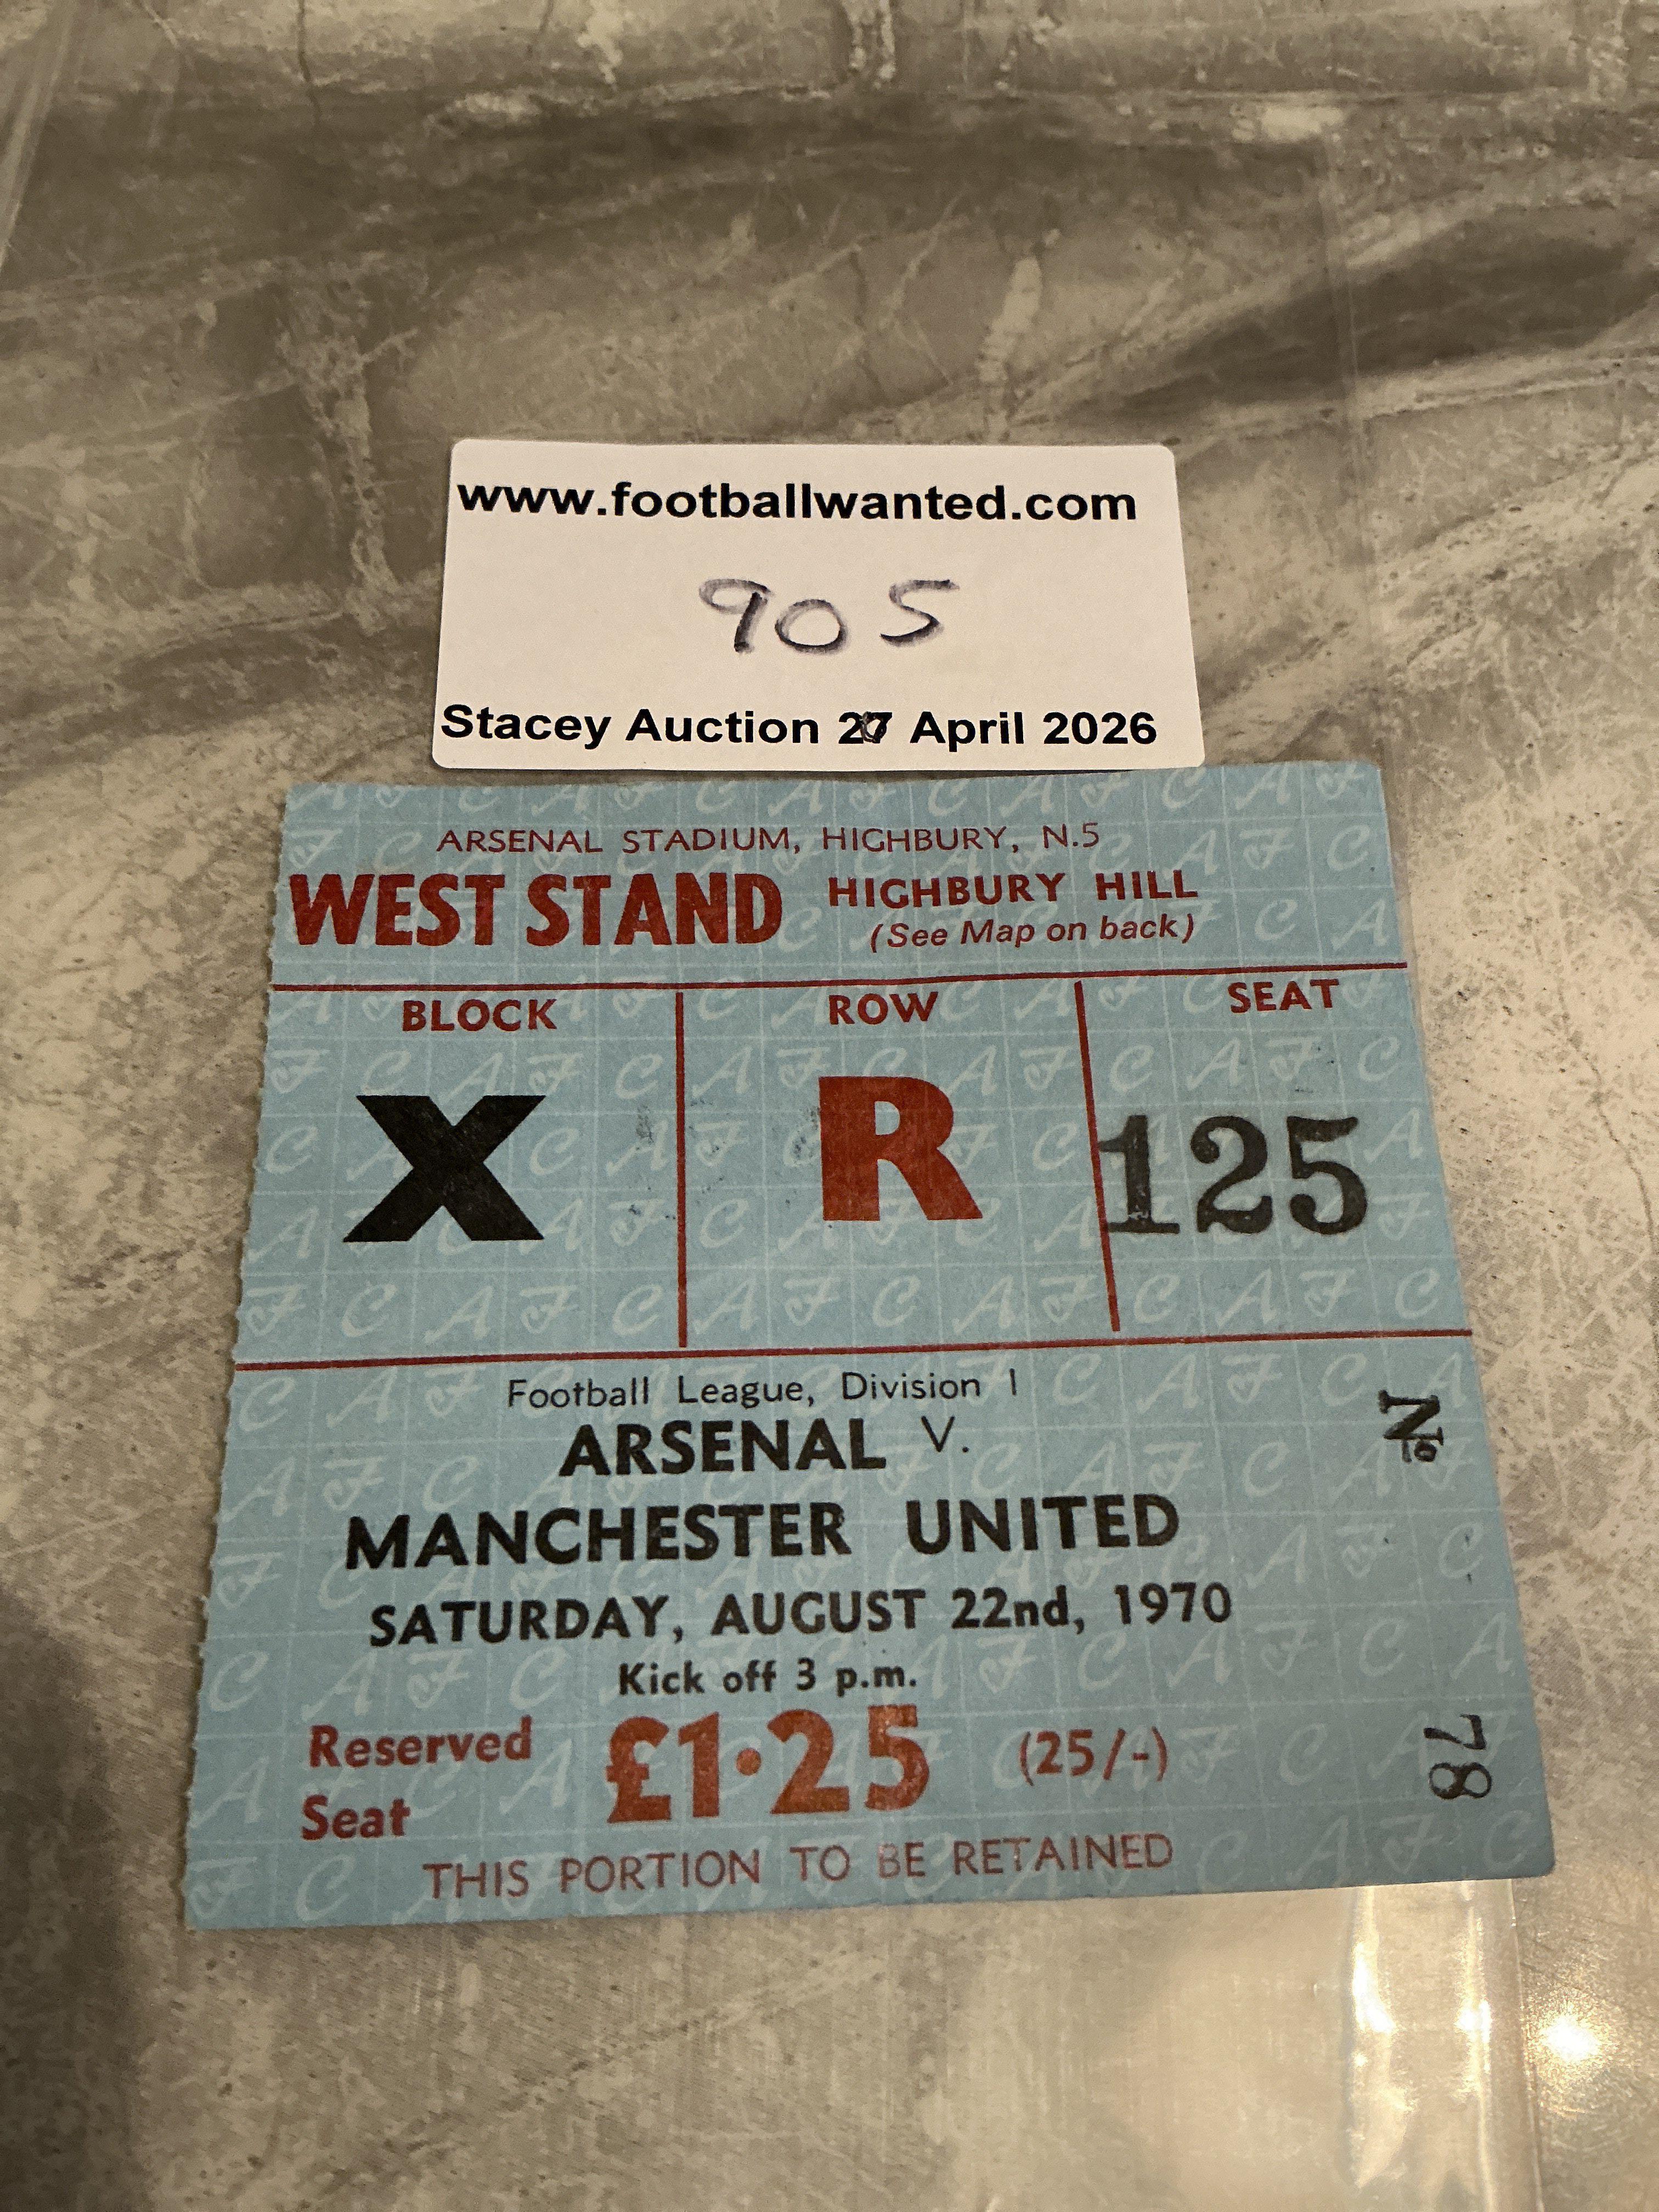 www.footballwanted.com
905
Stacey Auction 20 April 2026
ARSENAL STADIUM, HIGHBURY, N.5
WEST STAND HIGHBURY HILL
(See Map on back)
BLOCK ROW SEAT
X R 125
Football League, Division 1
ARSENAL V.
MANCHESTER UNITED
SATURDAY, AUGUST 22nd, 1970
Kick off 3 p.m.
Reserved Seat £1·25 (25/-)
THIS PORTION TO BE RETAINED
No 78